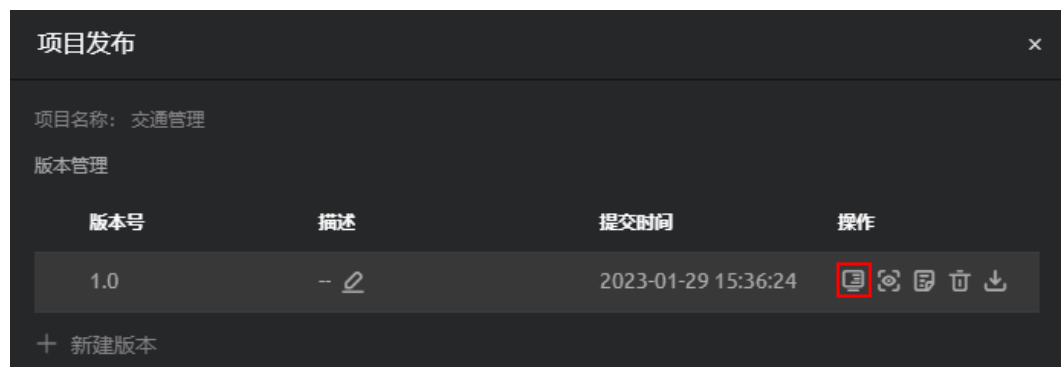 项目发布
项目名称: 交通管理
版本管理
版本号 描述 提交时间 操作
1.0 -- 2023-01-29 15:36:24
新建版本